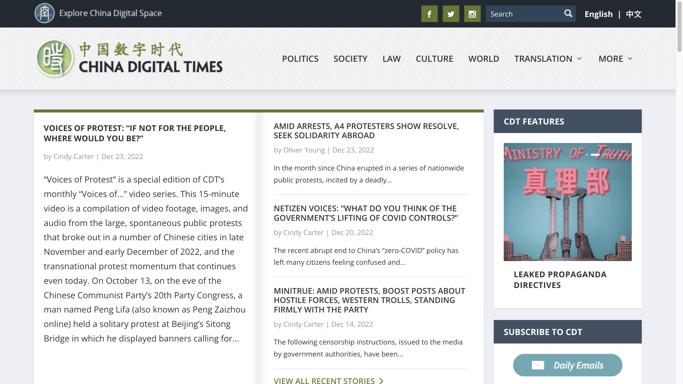 Explore China Digital Space
Search
English | 中文
中国数字时代
CHINA DIGITAL TIMES
POLITICS SOCIETY LAW CULTURE WORLD TRANSLATION MORE
VOICES OF PROTEST: “IF NOT FOR THE PEOPLE,
WHERE WOULD YOU BE?”
by Cindy Carter | Dec 23, 2022
“Voices of Protest” is a special edition of CDT’s
monthly “Voices of…” video series. This 15-minute
video is a compilation of video footage, images, and
audio from the large, spontaneous public protests
that broke out in a number of Chinese cities in late
November and early December of 2022, and the
transnational protest momentum that continues
even today. On October 13, on the eve of the
Chinese Communist Party’s 20th Party Congress, a
man named Peng Lifa (also known as Peng Zaizhou
online) held a solitary protest at Beijing’s Sitong
Bridge in which he displayed banners calling for...
AMID ARRESTS, A4 PROTESTERS SHOW RESOLVE,
SEEK SOLIDARITY ABROAD
by Oliver Young | Dec 23, 2022
In the month since China erupted in a series of nationwide
public protests, incited by a deadly...
NETIZEN VOICES: “WHAT DO YOU THINK OF THE
GOVERNMENT’S LIFTING OF COVID CONTROLS?”
by Cindy Carter | Dec 20, 2022
The recent abrupt end to China’s “zero-COVID” policy has
left many citizens feeling confused and...
MINITRUE: AMID PROTESTS, BOOST POSTS ABOUT
HOSTILE FORCES, WESTERN TROLLS, STANDING
FIRMLY WITH THE PARTY
by Cindy Carter | Dec 14, 2022
The following censorship instructions, issued to the media
by government authorities, have been...
VIEW ALL RECENT STORIES
CDT FEATURES
MINISTRY OF TRUTH
真理部
LEAKED PROPAGANDA
DIRECTIVES
SUBSCRIBE TO CDT
Daily Emails